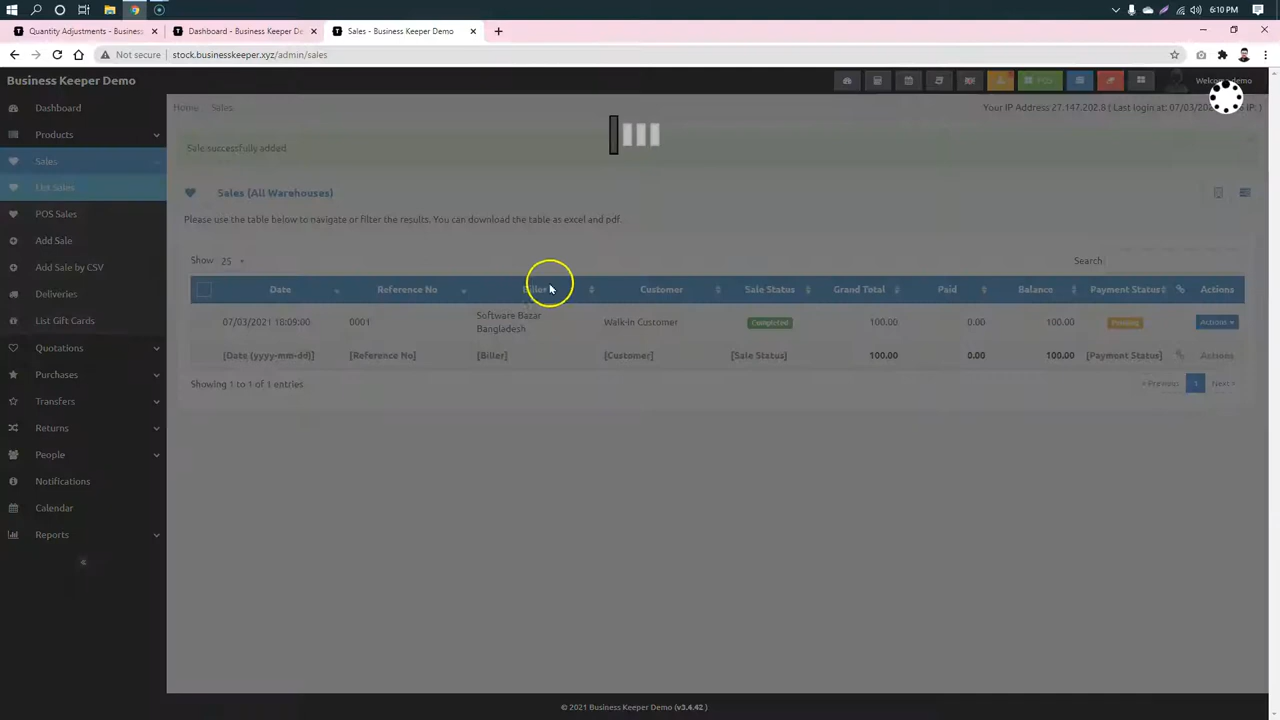 6:10 PM
Quantity Adjustments - Business
Dashboard - Business Keeper De
Sales - Business Keeper Demo
Not secure
stock.businesskeeper.xyz/admin/sales
Business Keeper Demo
POS
demo
Dashboard
Products
Sales
List Sales
POS Sales
Add Sale
Add Sale by CSV
Deliveries
List Gift Cards
Quotations
Purchases
Transfers
Returns
People
Notifications
Calendar
Reports
Home Sales
Your IP Address 27.147.202.8 ( Last login at: 07/03/
Sale successfully added
Sales (All Warehouses)
Please use the table below to navigate or filter the results. You can download the table as excel and pdf.
Show 25
Search:
Date Reference No Biller Customer Sale Status Grand Total Paid Balance Payment Status Actions
07/03/2021 18:09:00 0001 Software Bazar Bangladesh Walk-in Customer Completed 100.00 0.00 100.00 Pending Actions
[Date (yyyy-mm-dd)] [Reference No] [Biller] [Customer] [Sale Status] 100.00 0.00 100.00 [Payment Status] Actions
Showing 1 to 1 of 1 entries
< Previous 1 Next >
© 2021 Business Keeper Demo (v3.4.42 )